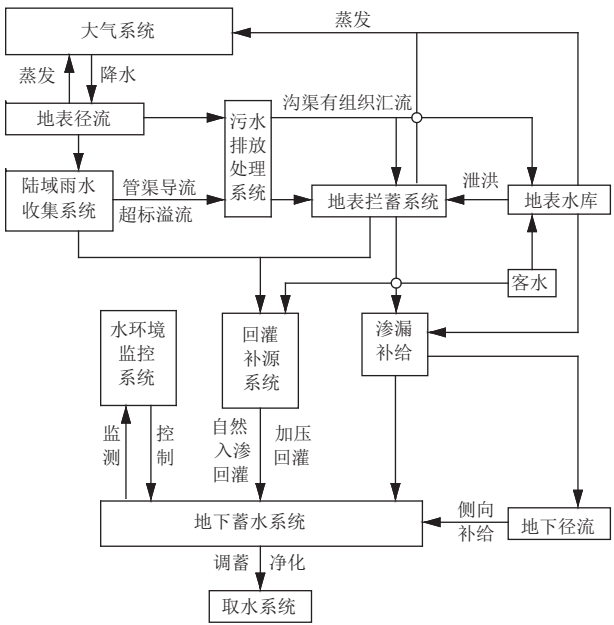 大气系统
蒸发
蒸发
降水
地表径流
污水
排放
处理
系统
沟渠有组织汇流
陆域雨水
收集系统
管渠导流
超标溢流
地表拦蓄系统
泄洪
地表水库
客水
水环境
监控
系统
回灌
补源
系统
渗漏
补给
监
测
控
制
自然
入渗
回灌
加压
回灌
地下蓄水系统
侧向
补给
地下径流
调蓄
净化
取水系统